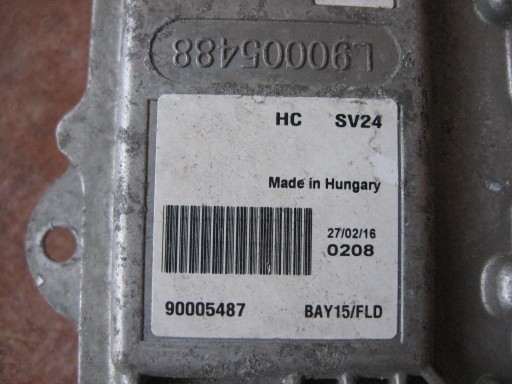 L90005488
HC SV24
Made in Hungary
27/02/16
0208
90005487 BAY15/FLD